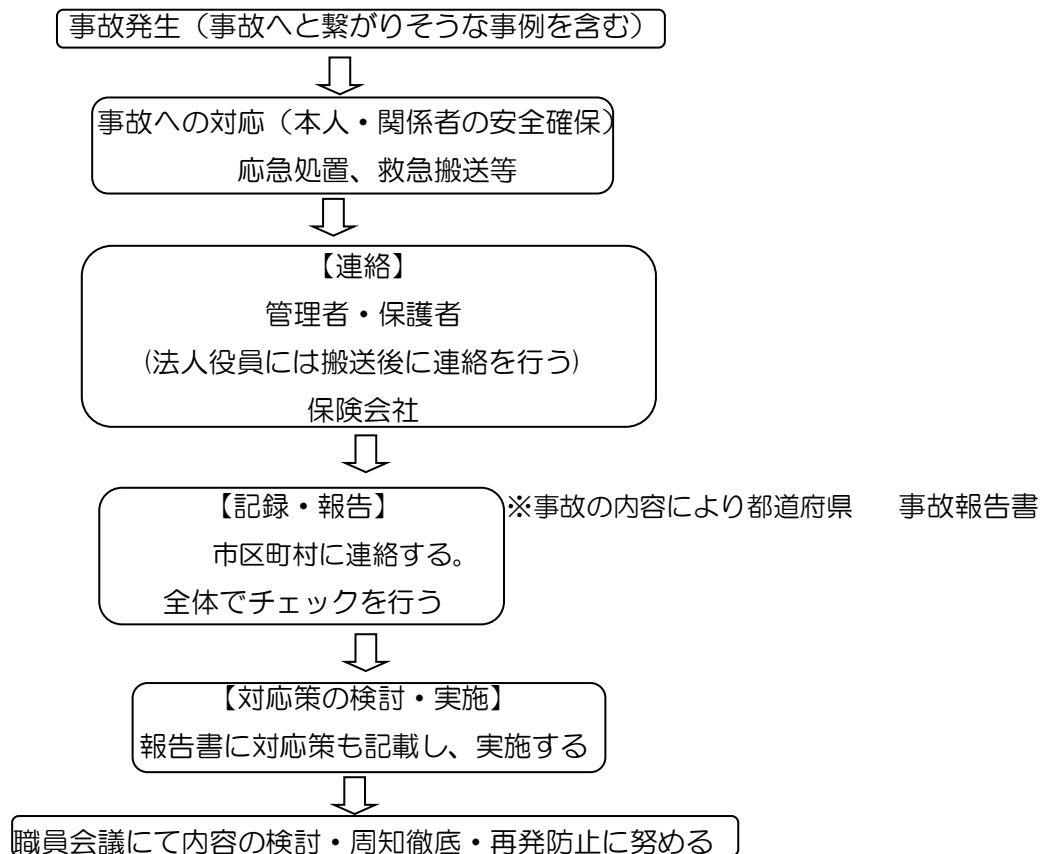 事故発生（事故へと繋がりそうな事例を含む）
事故への対応（本人・関係者の安全確保）
応急処置、救急搬送等
【連絡】
管理者・保護者
(法人役員には搬送後に連絡を行う)
保険会社
【記録・報告】 ※事故の内容により都道府県 事故報告書
市区町村に連絡する。
全体でチェックを行う
【対応策の検討・実施】
報告書に対応策も記載し、実施する
職員会議にて内容の検討・周知徹底・再発防止に努める